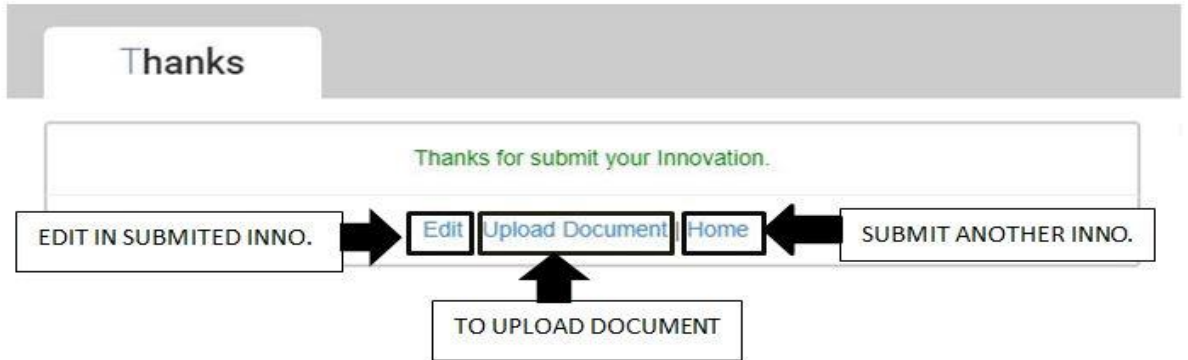 Thanks
Thanks for submit your Innovation.
EDIT IN SUBMITED INNO.
Edit | Upload Document | Home
SUBMIT ANOTHER INNO.
TO UPLOAD DOCUMENT